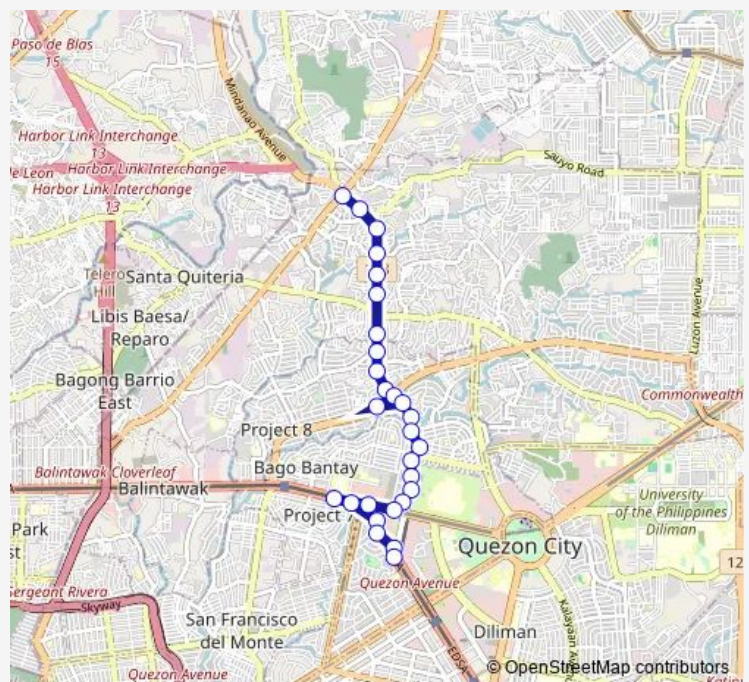 Paso de Blas
15
Mindanao Avenue
Harbor Link Interchange
13
Harbor Link Interchange
Harbor Link Interchange
13
e Leon
Sauyo Road
Telero
Hill
Santa Quiteria
Libis Baesa/
Reparo
Luzon Avenue
Bagong Barrio
East
Commonwealth
Project 8
Bago Bantay
Balintawak Cloverleaf
Balintawak
Project 7
University
of the Philippines
Diliman
Park
st
Quezon City
12
Quezon Avenue
Sergeant Rivera
Skyway
San Francisco
del Monte
Diliman
Kalayaan Av
EDSA
Quezon Avenue
© OpenStreetMap contributors